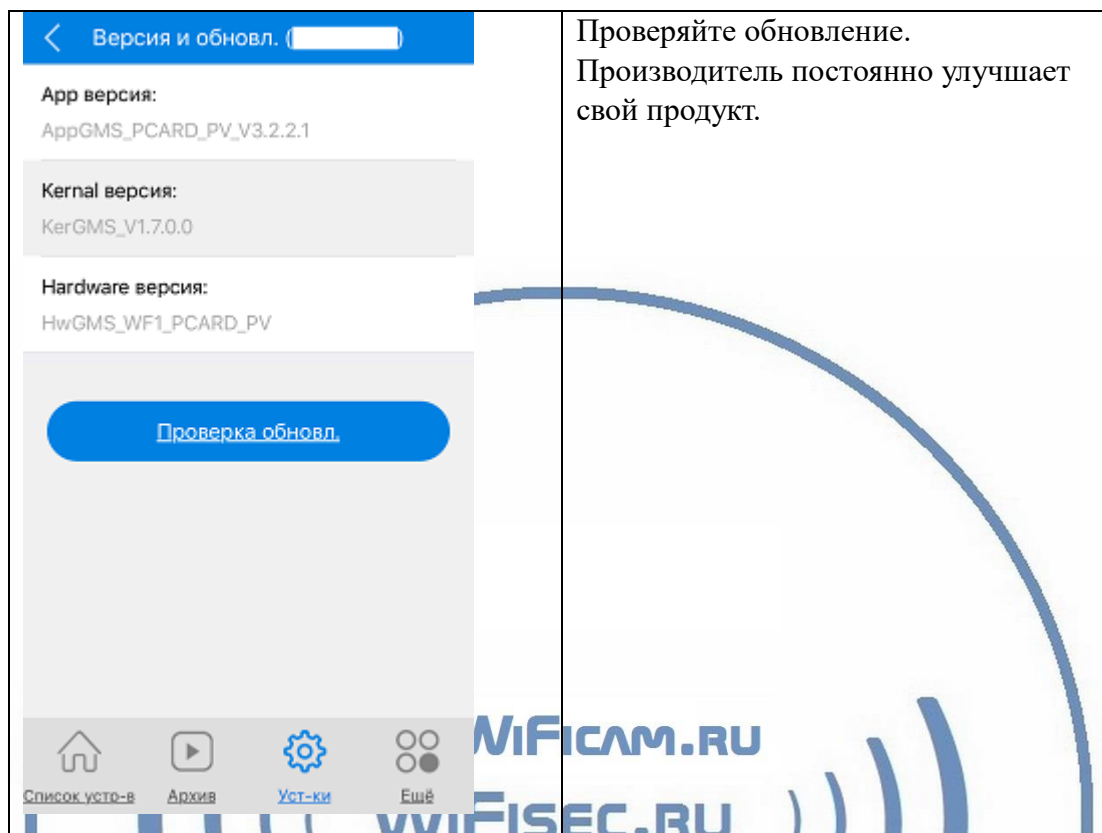 Версия и обновл. ( )
App версия:
AppGMS_PCARD_PV_V3.2.2.1
Kernal версия:
KerGMS_V1.7.0.0
Hardware версия:
HwGMS_WF1_PCARD_PV
Проверка обновл.
Список устр-в
Архив
Уст-ки
Ещё
Проверяйте обновление.
Производитель постоянно улучшает
свой продукт.
WiFicam.ru
WiFisec.ru